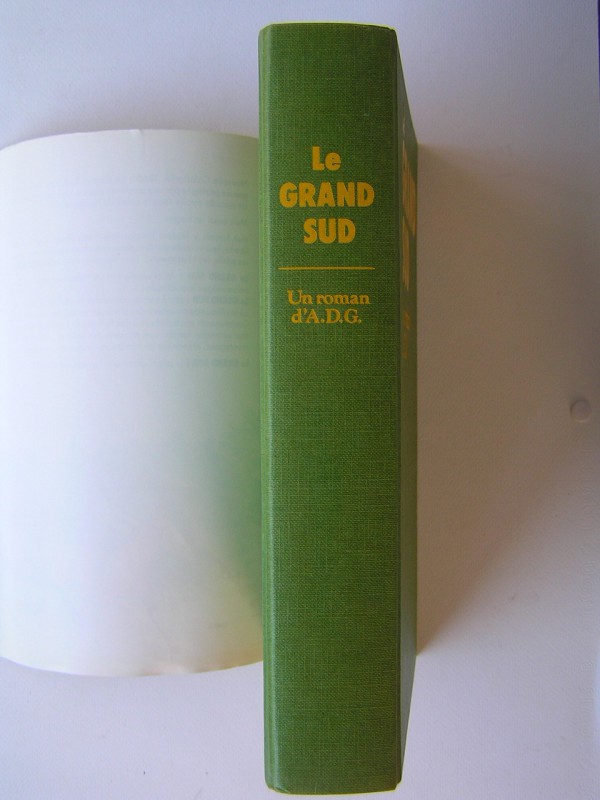 Le
GRAND
SUD
Un roman
d'A.D.G.